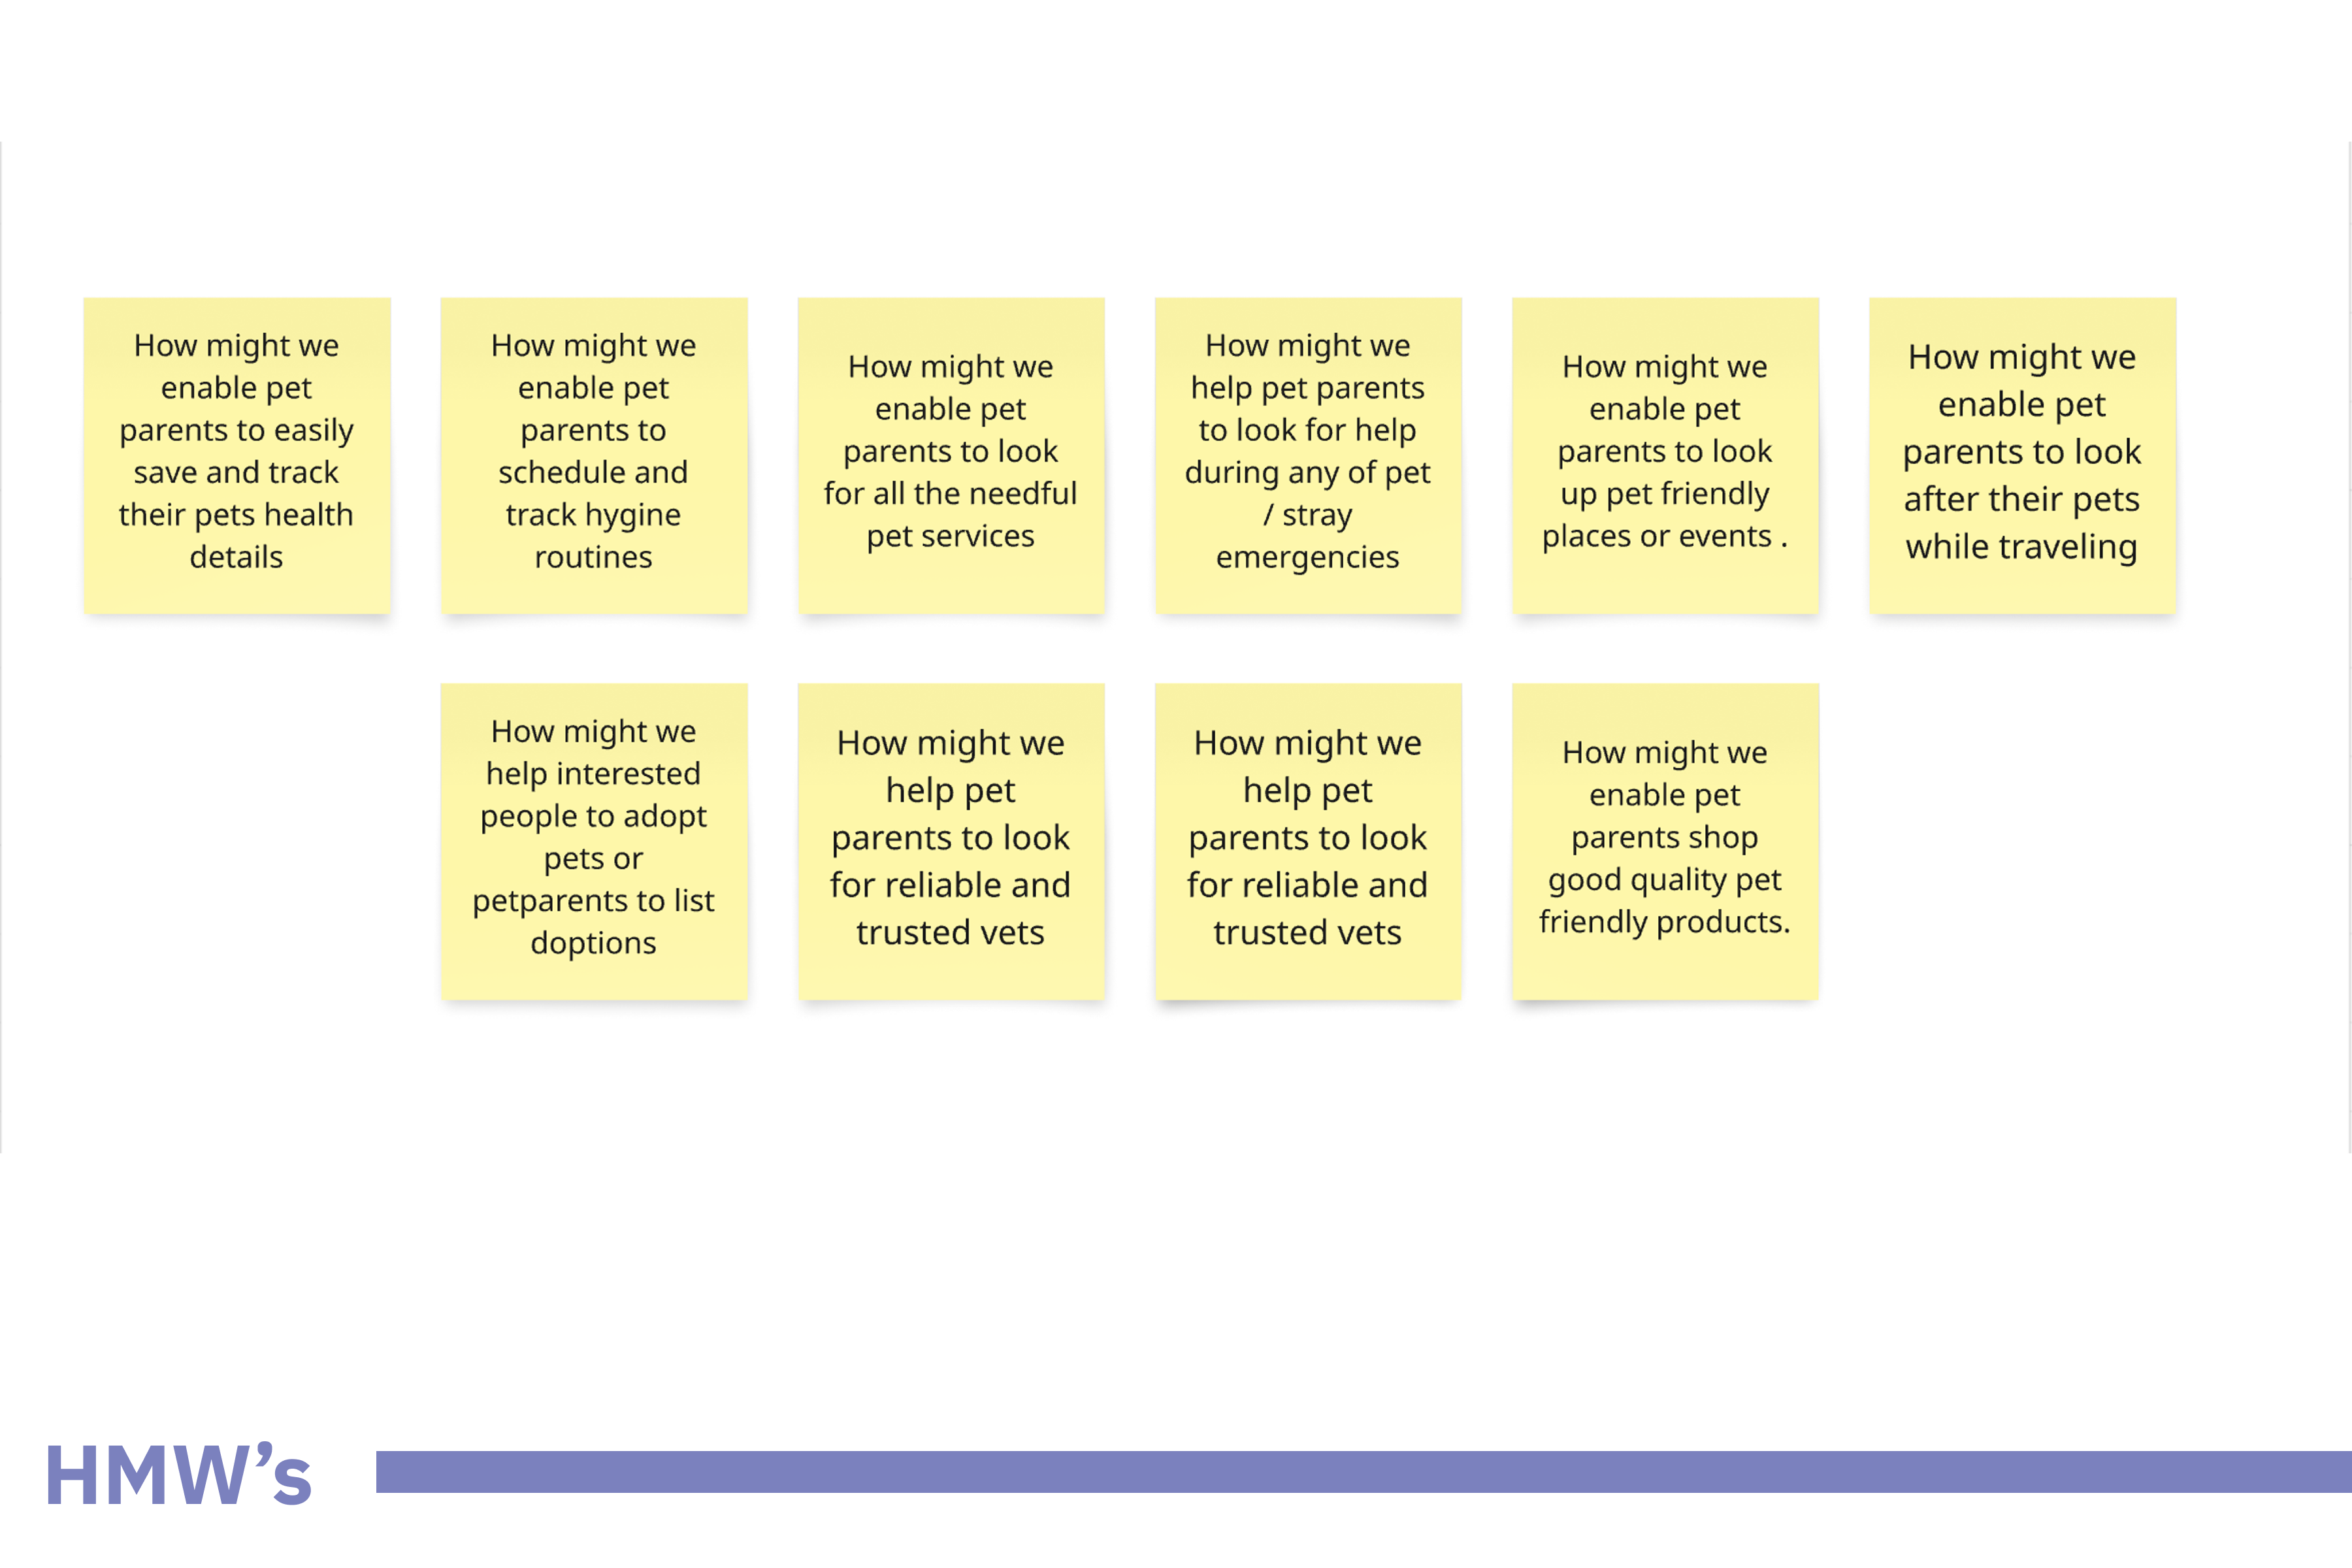 How might we
enable pet
parents to easily
save and track
their pets health
details
How might we
enable pet
parents to
schedule and
track hygine
routines
How might we
enable pet
parents to look
for all the needful
pet services
How might we
help pet parents
to look for help
during any of pet
/ stray
emergencies
How might we
enable pet
parents to look
up pet friendly
places or events .
How might we
enable pet
parents to look
after their pets
while traveling
How might we
help interested
people to adopt
pets or
petparents to list
doptions
How might we
help pet
parents to look
for reliable and
trusted vets
How might we
help pet
parents to look
for reliable and
trusted vets
How might we
enable pet
parents shop
good quality pet
friendly products.
HMW’s